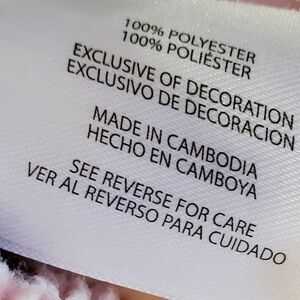 100% POLYESTER
100% POLIÉSTER
EXCLUSIVE OF DECORATION
EXCLUSIVO DE DECORACION
MADE IN CAMBODIA
HECHO EN CAMBOYA
SEE REVERSE FOR CARE
VER AL REVERSO PARA CUIDADO